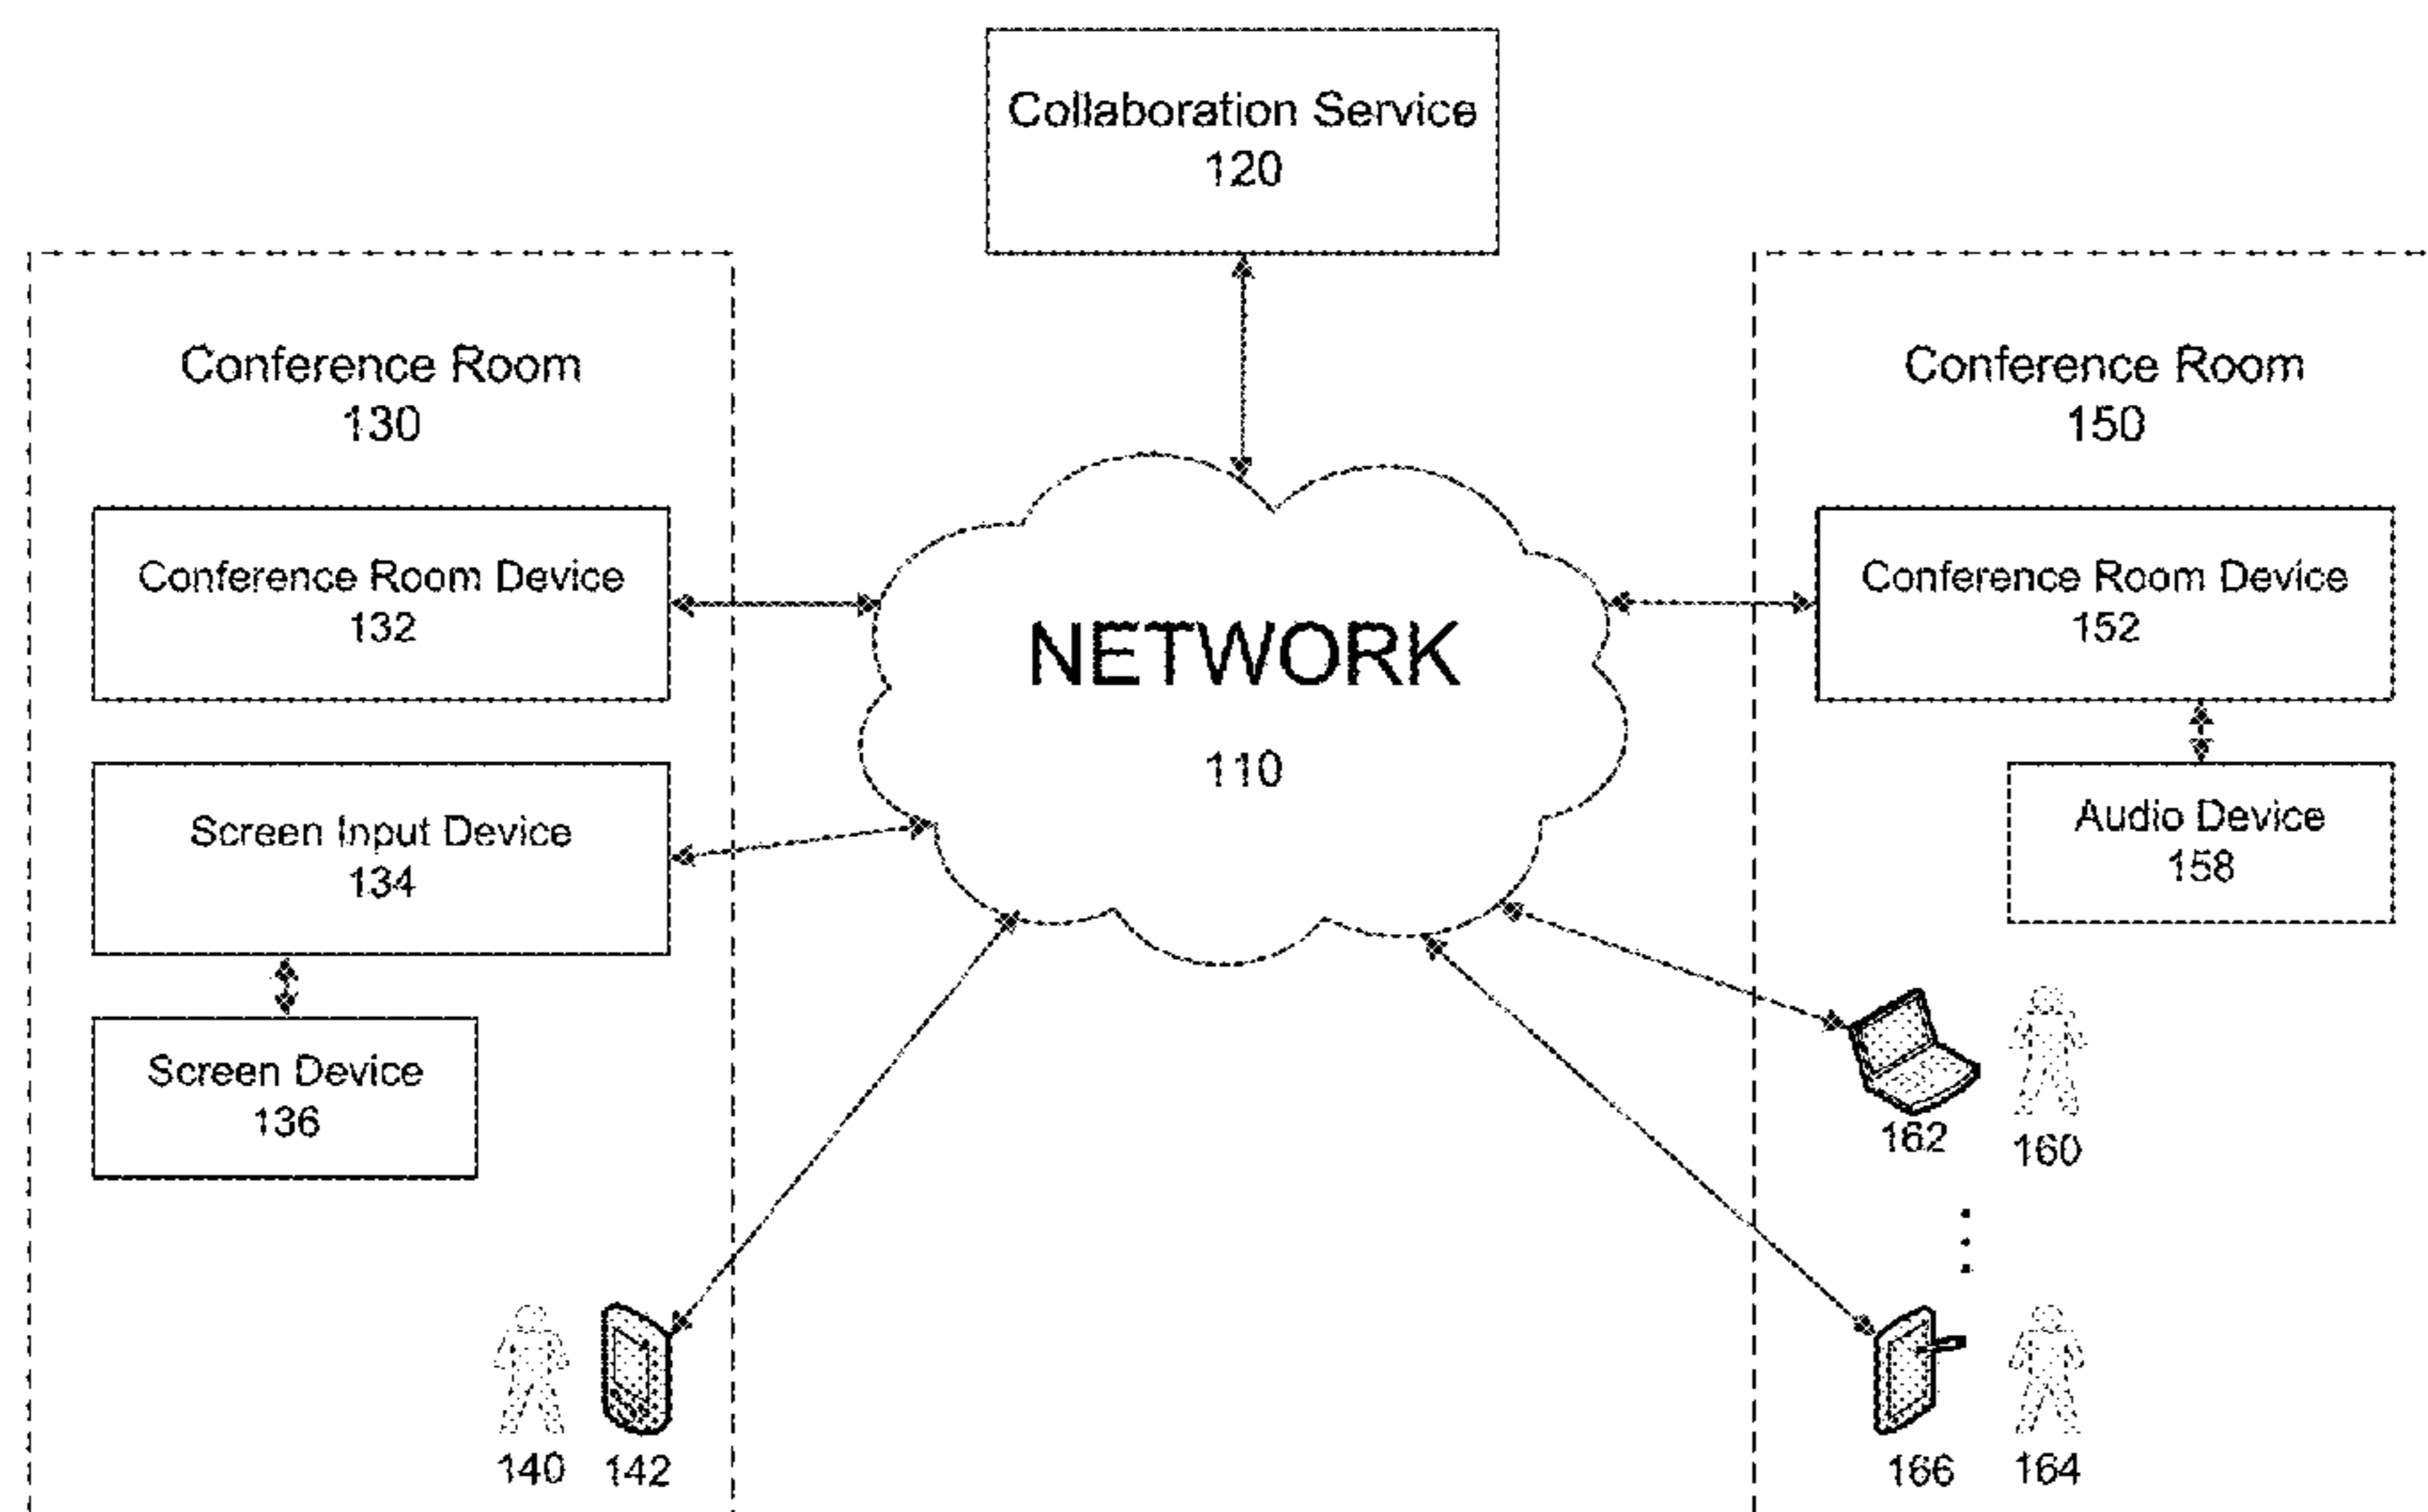 Collaboration Service
120
Conference Room
130
Conference Room
150
Conference Room Device
132
NETWORK
110
Conference Room Device
152
Screen Input Device
134
Audio Device
158
Screen Device
136
162
160
140
142
166
164